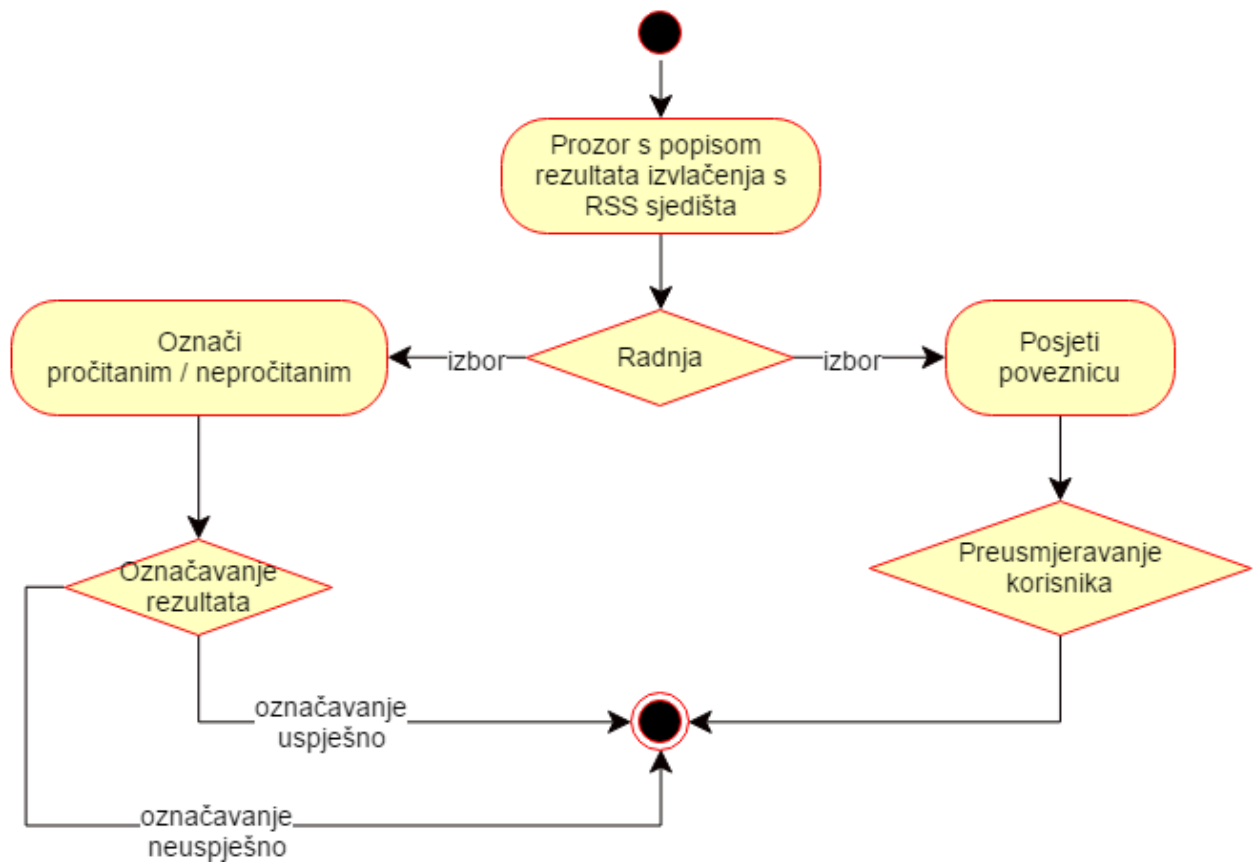 Prozor s popisom
rezultata izvlačenja s
RSS sjedišta
Označi
pročitanim / nepročitanim
izbor
Radnja
izbor
Posjeti
poveznicu
Označavanje
rezultata
Preusmjeravanje
korisnika
označavanje
uspješno
označavanje
neuspješno